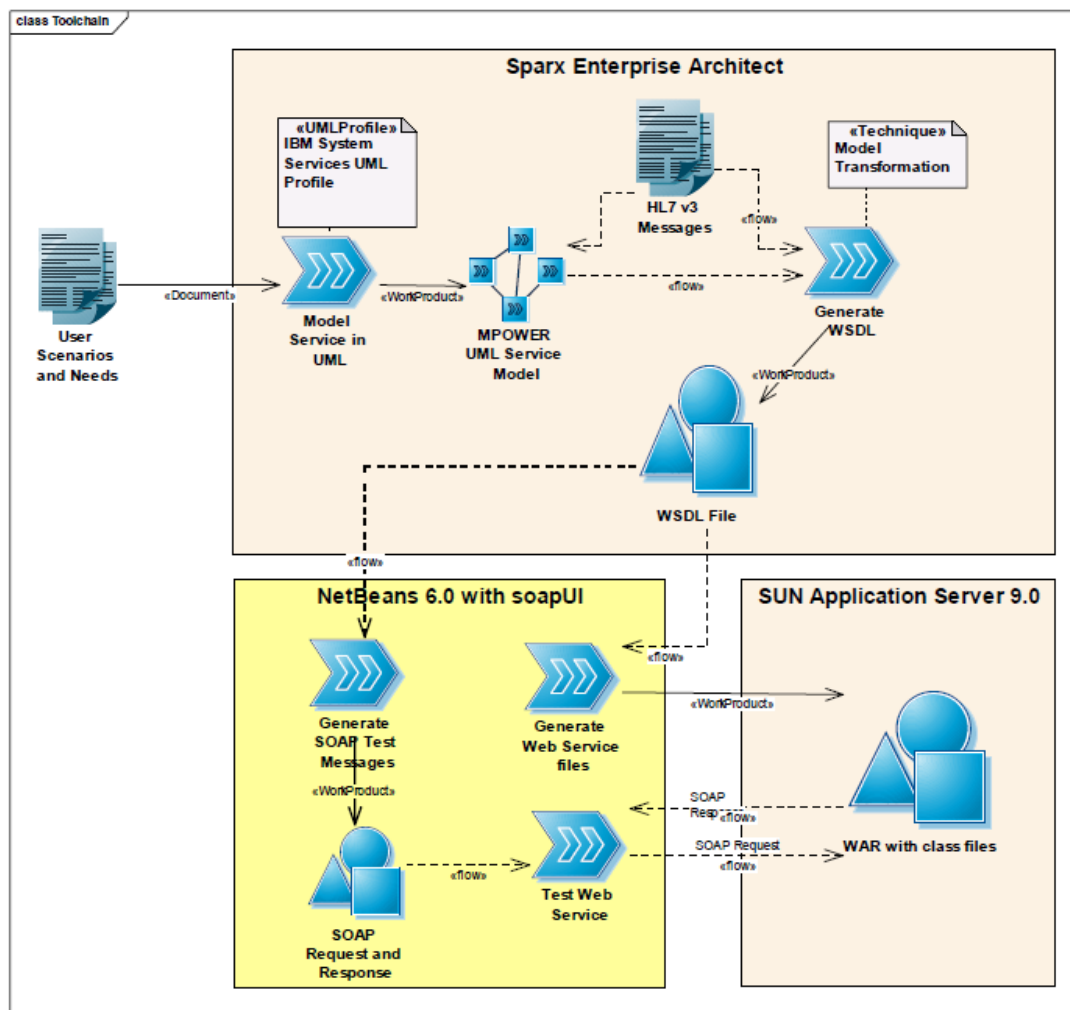 class Toolchain
Sparx Enterprise Architect
«UMLProfile»
IBM System
Services UML
Profile
«Technique»
Model
Transformation
HL7 v3
Messages
«flow»
«Document»
«WorkProduct»
«flow»
User
Scenarios
and Needs
Model
Service in
UML
MPOWER
UML Service
Model
Generate
WSDL
«WorkProduct»
WSDL File
«flow»
NetBeans 6.0 with soapUI
SUN Application Server 9.0
«flow»
Generate
SOAP Test
Messages
Generate
Web Service
files
«WorkProduct»
«WorkProduct»
SOAP
Resp
«flow»
SOAP Request
«flow»
WAR with class files
«flow»
Test Web
Service
SOAP
Request and
Response